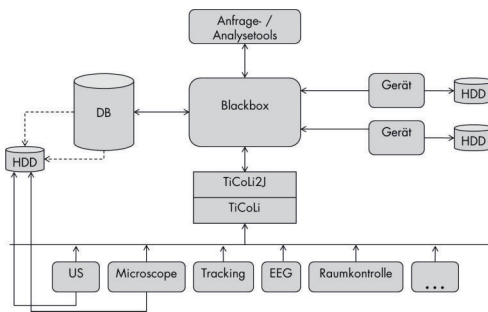 Anfrage- /
Analysetools
DB
Blackbox
Gerät
HDD
Gerät
HDD
HDD
TiCoLi2J
TiCoLi
US
Microscope
Tracking
EEG
Raumkontrolle
...